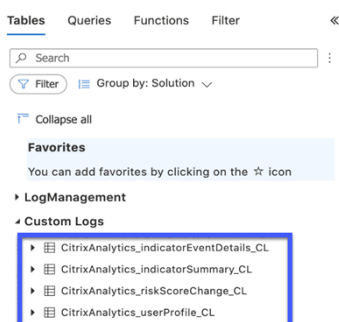 Tables Queries Functions Filter
Search
Filter Group by: Solution
Collapse all
Favorites
You can add favorites by clicking on the ☆ icon
LogManagement
Custom Logs
CitrixAnalytics_indicatorEventDetails_CL
CitrixAnalytics_indicatorSummary_CL
CitrixAnalytics_riskScoreChange_CL
CitrixAnalytics_userProfile_CL